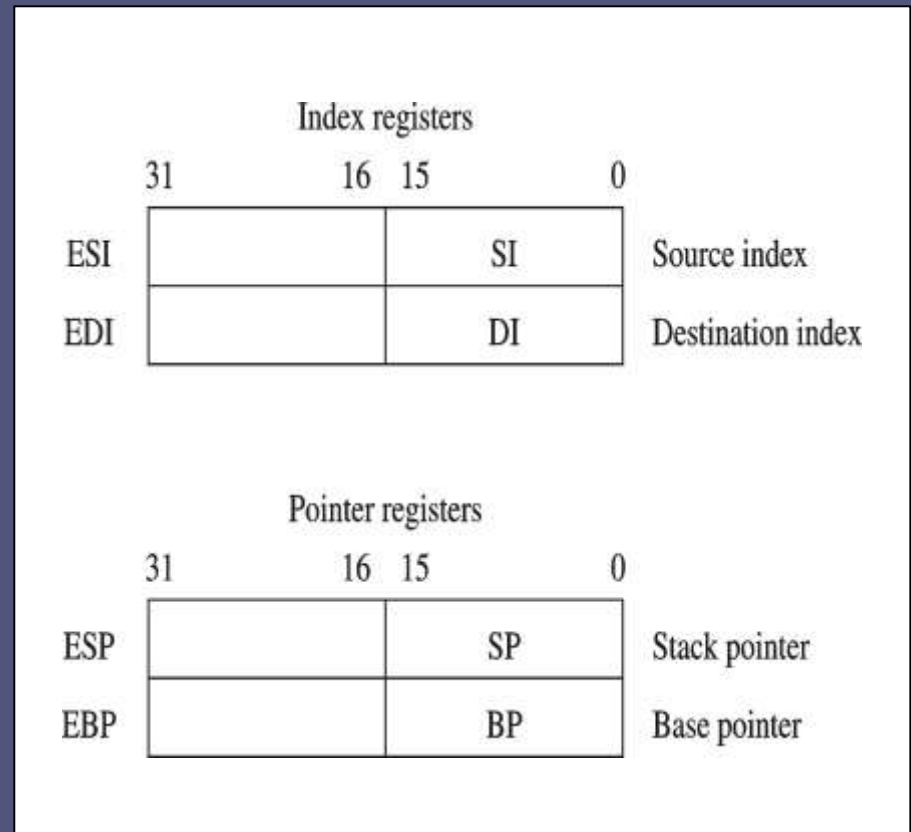 Index registers
31 16 15 0
ESI SI Source index
EDI DI Destination index
Pointer registers
31 16 15 0
ESP SP Stack pointer
EBP BP Base pointer